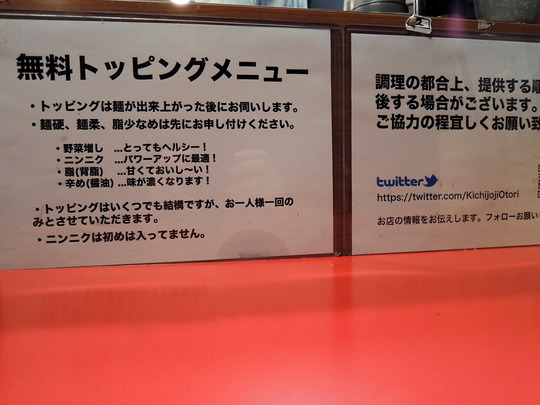 無料トッピングメニュー
・トッピングは麺が出来上がった後にお伺いします。
・麺硬、麺柔、脂少なめは先にお申し付けください。
・野菜増し …とってもヘルシー！
・ニンニク …パワーアップに最適！
・脂(背脂) …甘くておいし〜い！
・辛め(醤油) …味が濃くなります！
・トッピングはいくつでも結構ですが、お一人様一回の
みとさせていただきます。
・ニンニクは初めは入ってません。
調理の都合上、提供する順
後する場合がございます。
ご協力の程宜しくお願い致
twitter
https://twitter.com/KichijojiOtori
お店の情報をお伝えします。フォローお願い